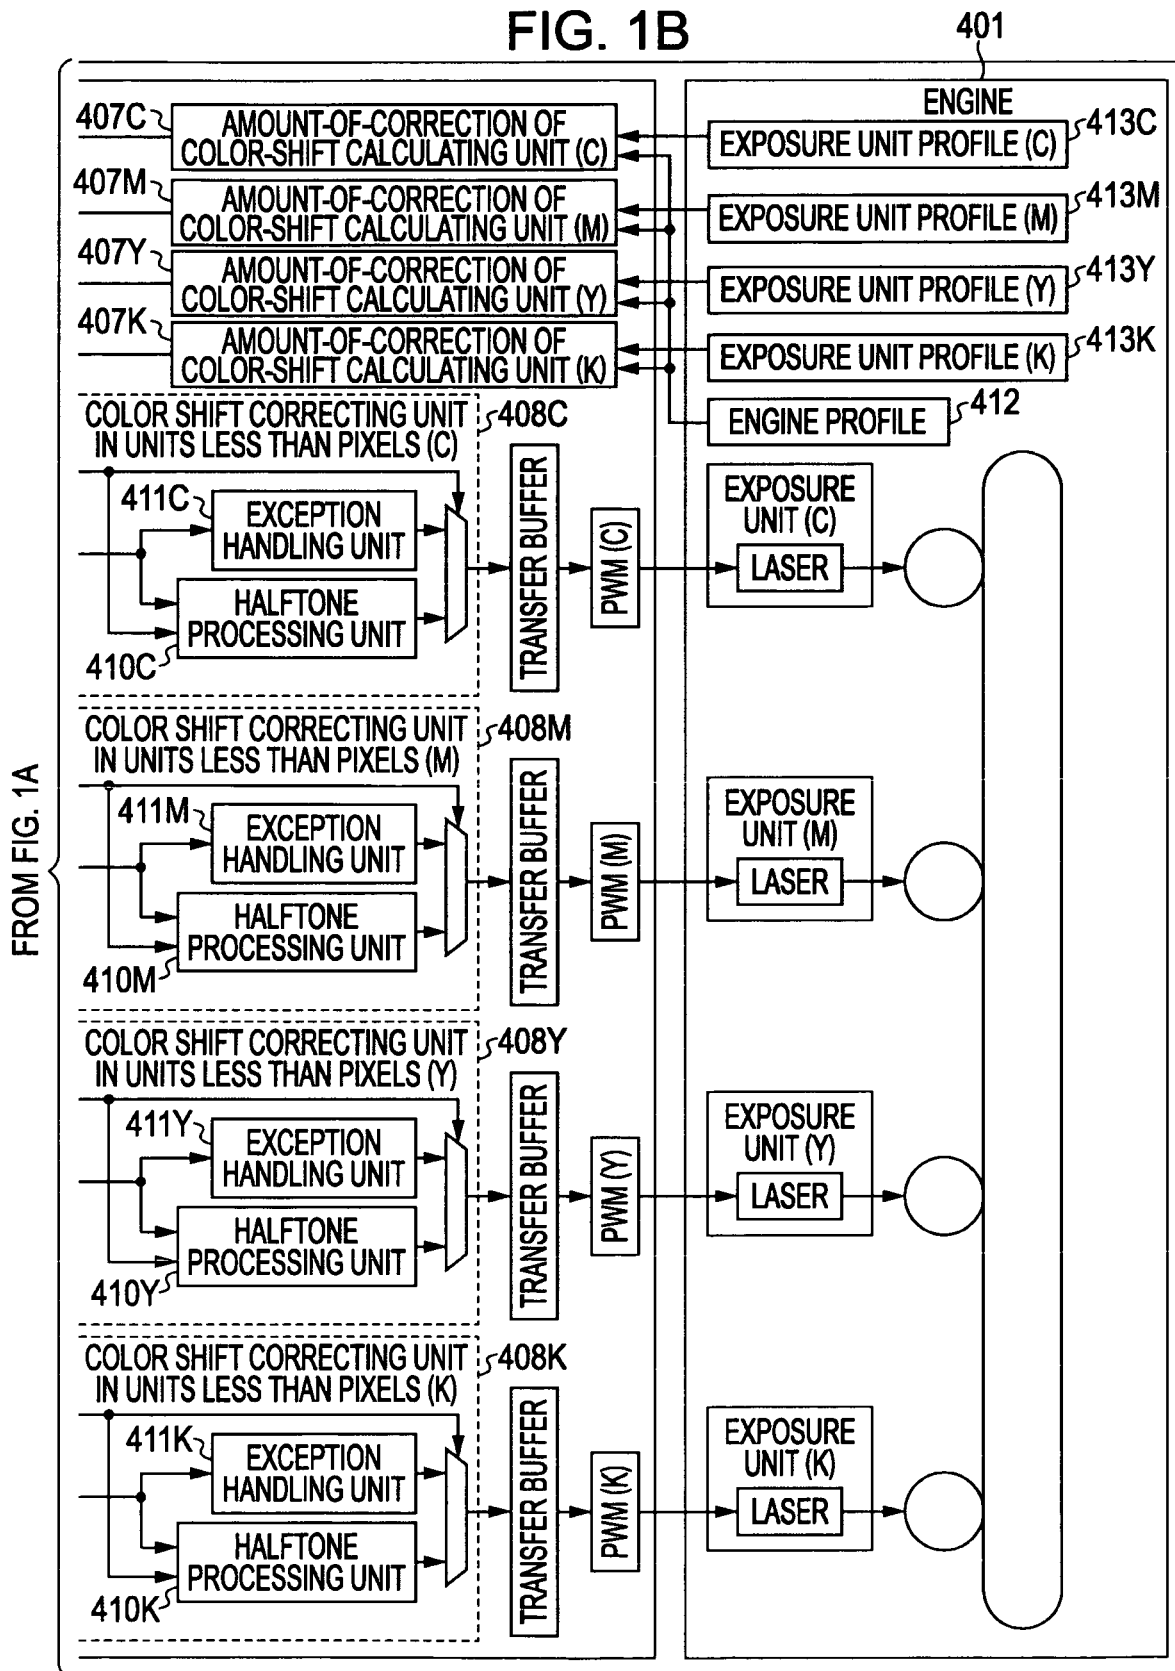 FIG. 1B
401
ENGINE
407C
AMOUNT-OF-CORRECTION OF
COLOR-SHIFT CALCULATING UNIT (C)
EXPOSURE UNIT PROFILE (C)
413C
407M
AMOUNT-OF-CORRECTION OF
COLOR-SHIFT CALCULATING UNIT (M)
EXPOSURE UNIT PROFILE (M)
413M
407Y
AMOUNT-OF-CORRECTION OF
COLOR-SHIFT CALCULATING UNIT (Y)
EXPOSURE UNIT PROFILE (Y)
413Y
407K
AMOUNT-OF-CORRECTION OF
COLOR-SHIFT CALCULATING UNIT (K)
EXPOSURE UNIT PROFILE (K)
413K
ENGINE PROFILE
412
FROM FIG. 1A
COLOR SHIFT CORRECTING UNIT
IN UNITS LESS THAN PIXELS (C)
408C
411C
EXCEPTION
HANDLING UNIT
HALFTONE
PROCESSING UNIT
410C
TRANSFER BUFFER
PWM (C)
EXPOSURE
UNIT (C)
LASER
COLOR SHIFT CORRECTING UNIT
IN UNITS LESS THAN PIXELS (M)
408M
411M
EXCEPTION
HANDLING UNIT
HALFTONE
PROCESSING UNIT
410M
TRANSFER BUFFER
PWM (M)
EXPOSURE
UNIT (M)
LASER
COLOR SHIFT CORRECTING UNIT
IN UNITS LESS THAN PIXELS (Y)
408Y
411Y
EXCEPTION
HANDLING UNIT
HALFTONE
PROCESSING UNIT
410Y
TRANSFER BUFFER
PWM (Y)
EXPOSURE
UNIT (Y)
LASER
COLOR SHIFT CORRECTING UNIT
IN UNITS LESS THAN PIXELS (K)
408K
411K
EXCEPTION
HANDLING UNIT
HALFTONE
PROCESSING UNIT
410K
TRANSFER BUFFER
PWM (K)
EXPOSURE
UNIT (K)
LASER